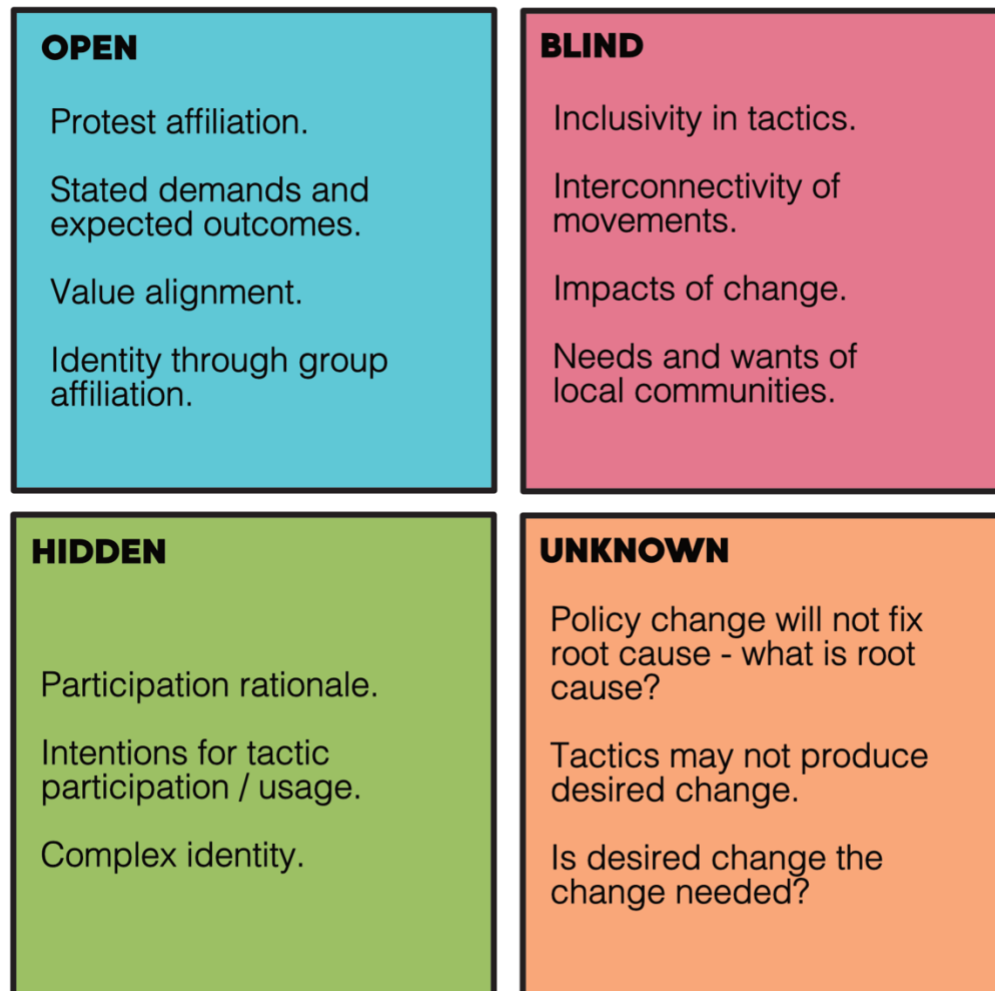 OPEN
Protest affiliation.
Stated demands and
expected outcomes.
Value alignment.
Identity through group
affiliation.
BLIND
Inclusivity in tactics.
Interconnectivity of
movements.
Impacts of change.
Needs and wants of
local communities.
HIDDEN
Participation rationale.
Intentions for tactic
participation / usage.
Complex identity.
UNKNOWN
Policy change will not fix
root cause - what is root
cause?
Tactics may not produce
desired change.
Is desired change the
change needed?